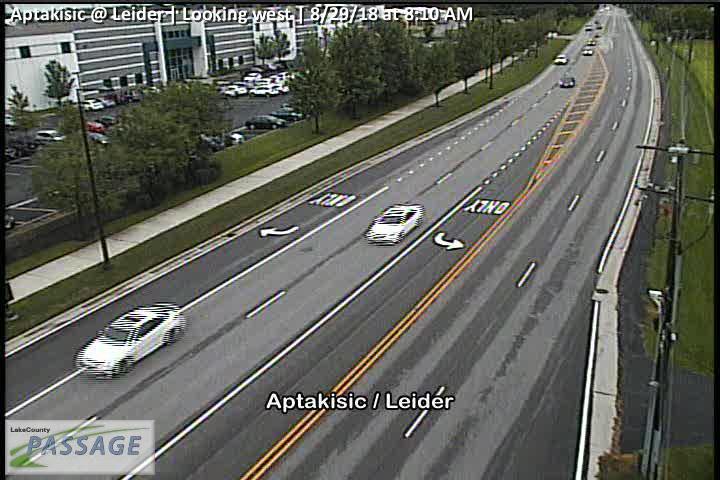 Aptakisic @ Leider | Looking west | 8/29/18 at 8:10 AM
ONLY
ONLY
Aptakisic / Leider
LakeCounty
PASSAGE